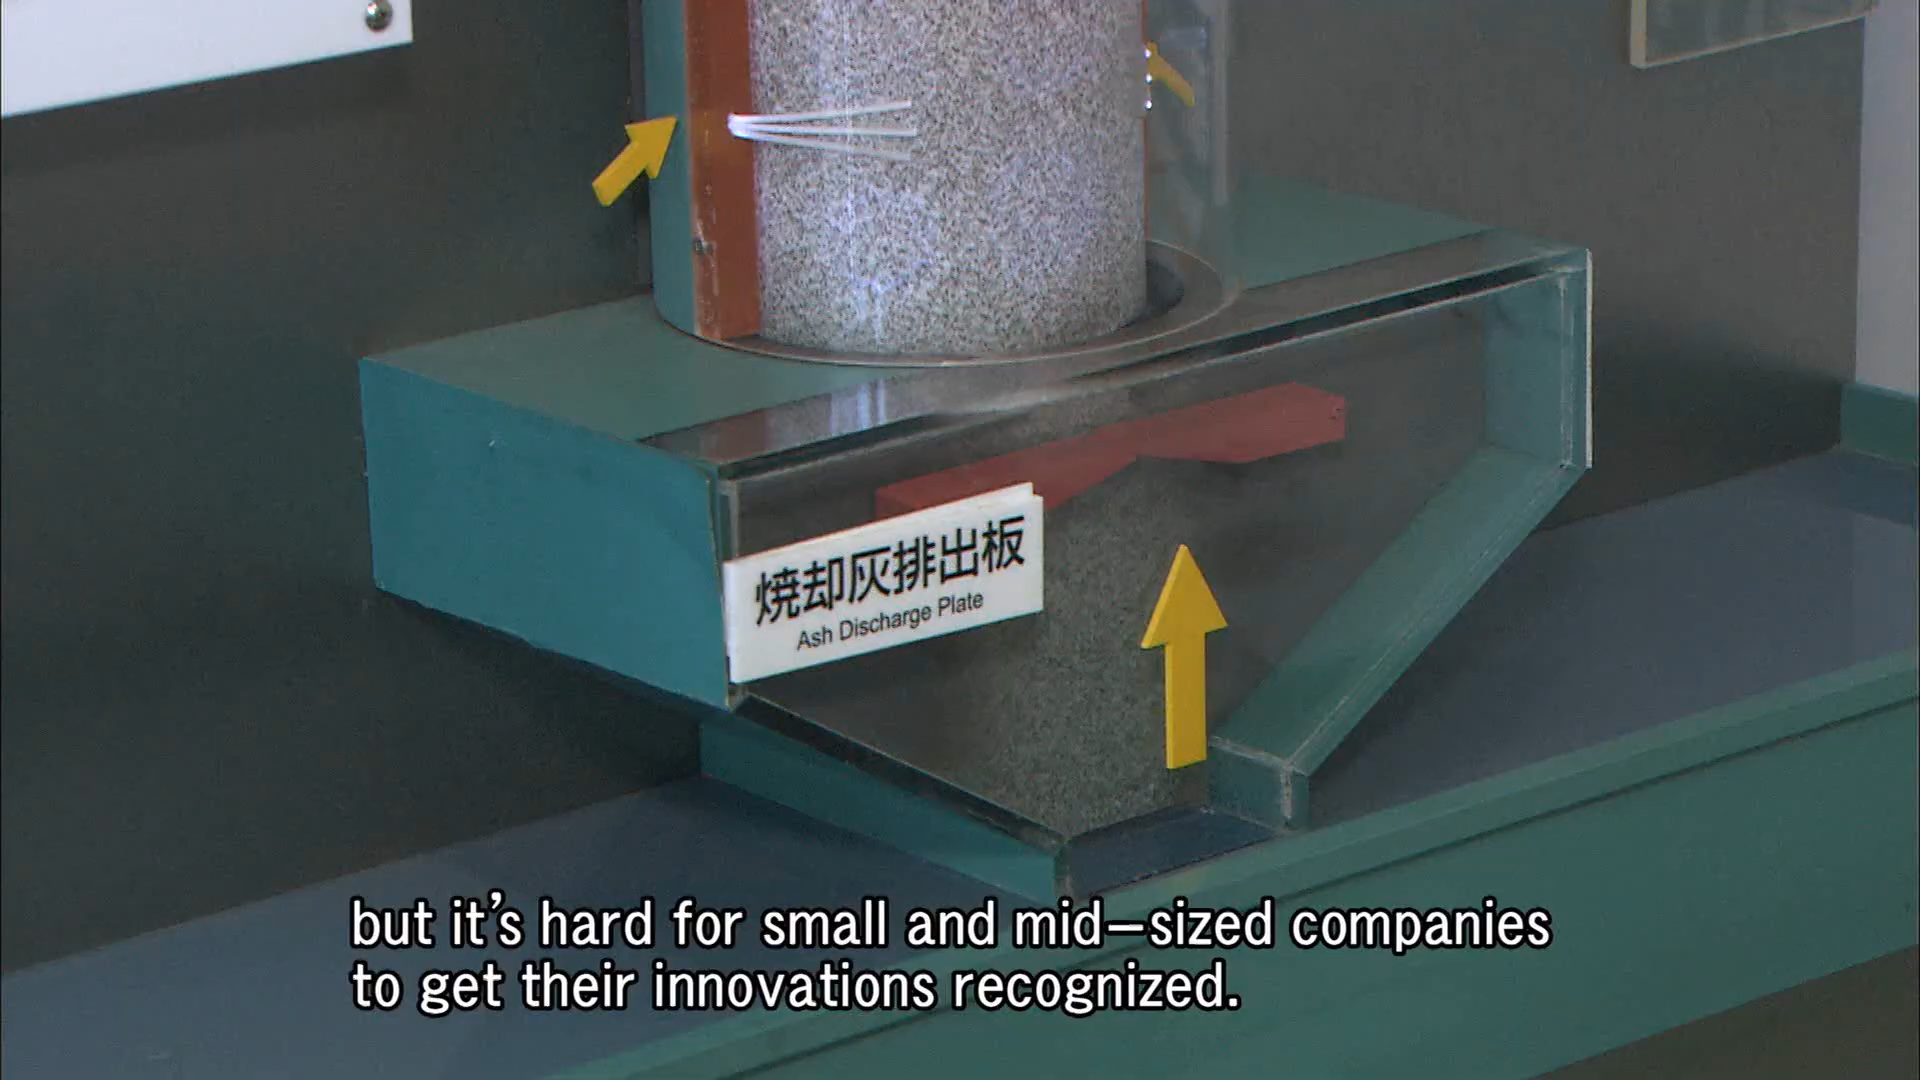 焼却灰排出板
Ash Discharge Plate
but it's hard for small and mid-sized companies
to get their innovations recognized.